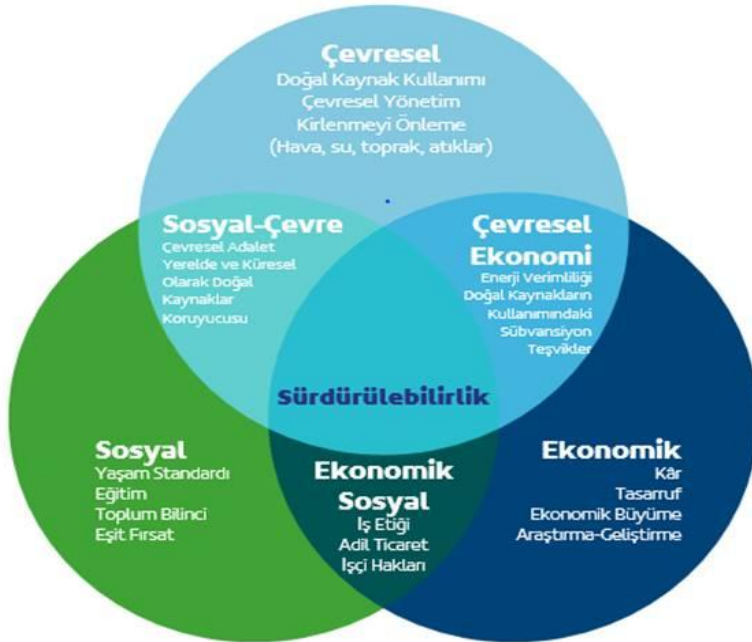 Çevresel
Doğal Kaynak Kullanımı
Çevresel Yönetim
Kirlenmeyi Önleme
(Hava, su, toprak, atıklar)
Sosyal-Çevre
Çevresel Adalet
Yerelde ve Küresel
Olarak Doğal
Kaynaklar
Koruyucusu
Çevresel
Ekonomi
Enerji Verimliliği
Doğal Kaynakların
Kullanımındaki
Sübvansiyon
Teşvikler
Sürdürülebilirlik
Sosyal
Yaşam Standardı
Eğitim
Toplum Bilinci
Eşit Fırsat
Ekonomik
Sosyal
İş Etiği
Adil Ticaret
İşçi Hakları
Ekonomik
Kâr
Tasarruf
Ekonomik Büyüme
Araştırma-Geliştirme